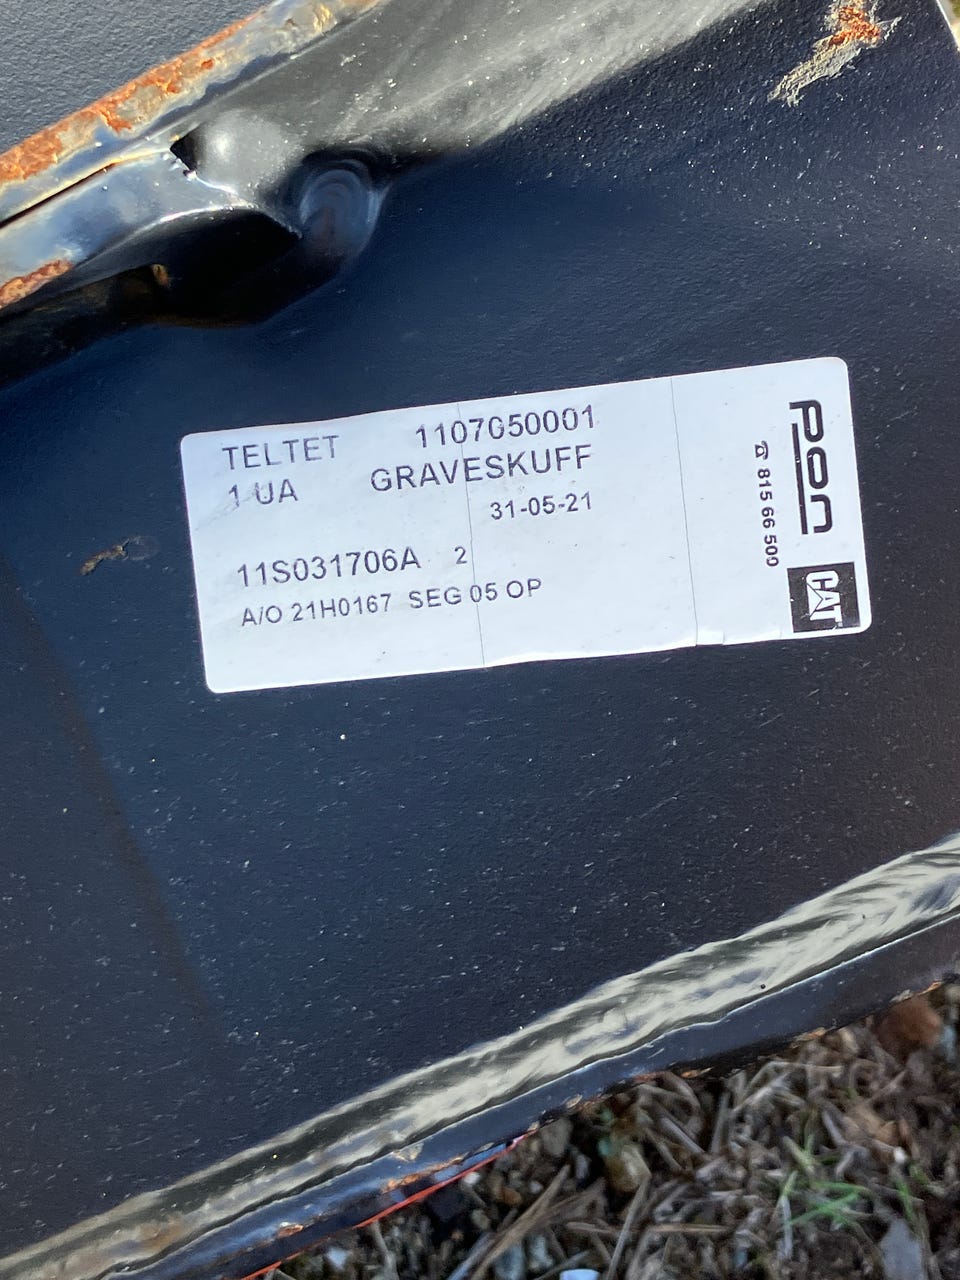 TELTET 1107050001
1 UA GRAVESKUFF
31-05-21
11S031706A 2
A/O 21H0167 SEG 05 OP
pon
☎ 815 66 500
CAT